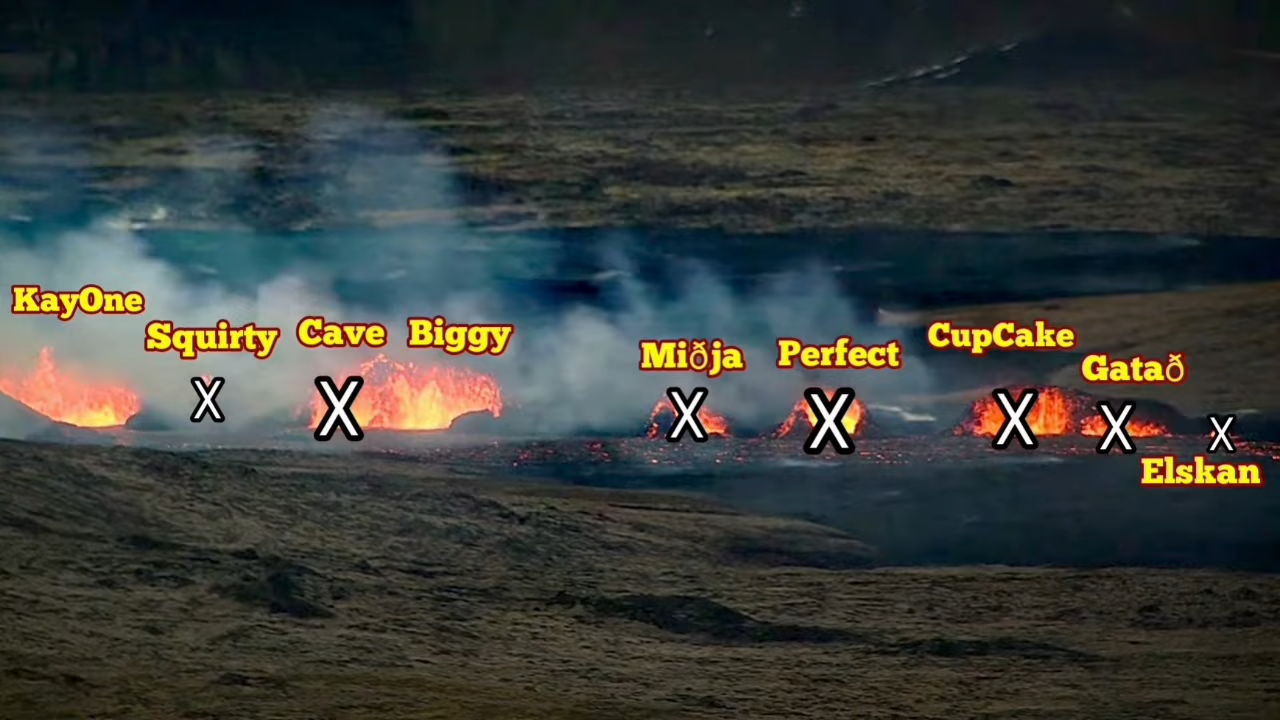 KayOne
Squirty
Cave
Biggy
Miðja
Perfect
CupCake
Gatað
Elskan
X
X
X
X
X
X
X